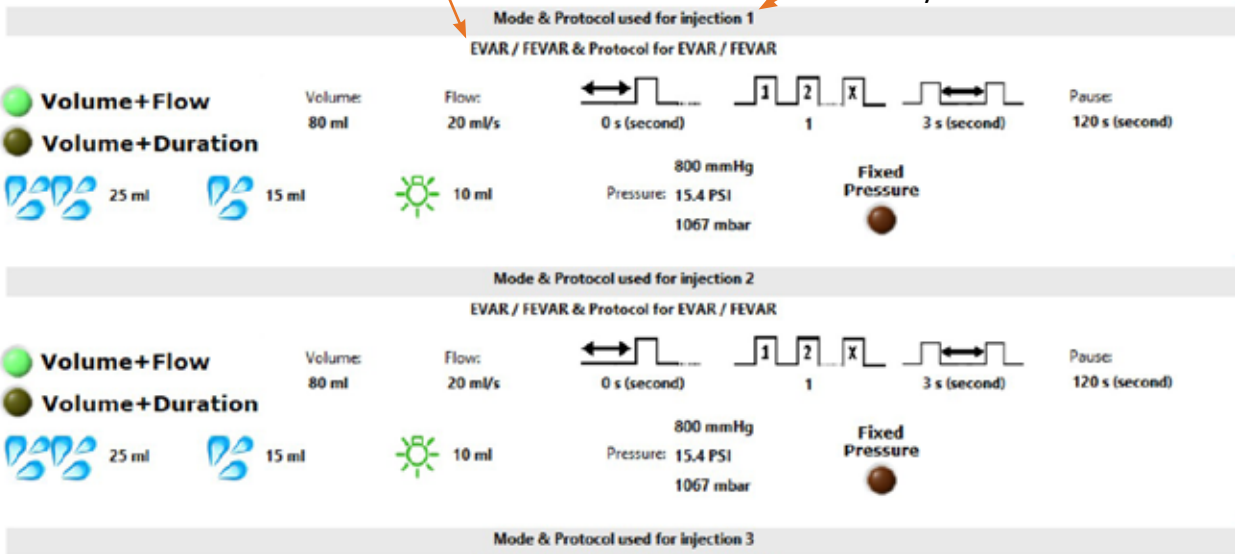 Mode & Protocol used for injection 1
EVAR / FEVAR & Protocol for EVAR / FEVAR
Volume+Flow
Volume+Duration
Volume:
80 ml
Flow:
20 ml/s
0 s (second)
1 2 X
1
3 s (second)
Pause:
120 s (second)
25 ml
15 ml
10 ml
Pressure:
800 mmHg
15.4 PSI
1067 mbar
Fixed
Pressure
Mode & Protocol used for injection 2
EVAR / FEVAR & Protocol for EVAR / FEVAR
Volume+Flow
Volume+Duration
Volume:
80 ml
Flow:
20 ml/s
0 s (second)
1 2 X
1
3 s (second)
Pause:
120 s (second)
25 ml
15 ml
10 ml
Pressure:
800 mmHg
15.4 PSI
1067 mbar
Fixed
Pressure
Mode & Protocol used for injection 3